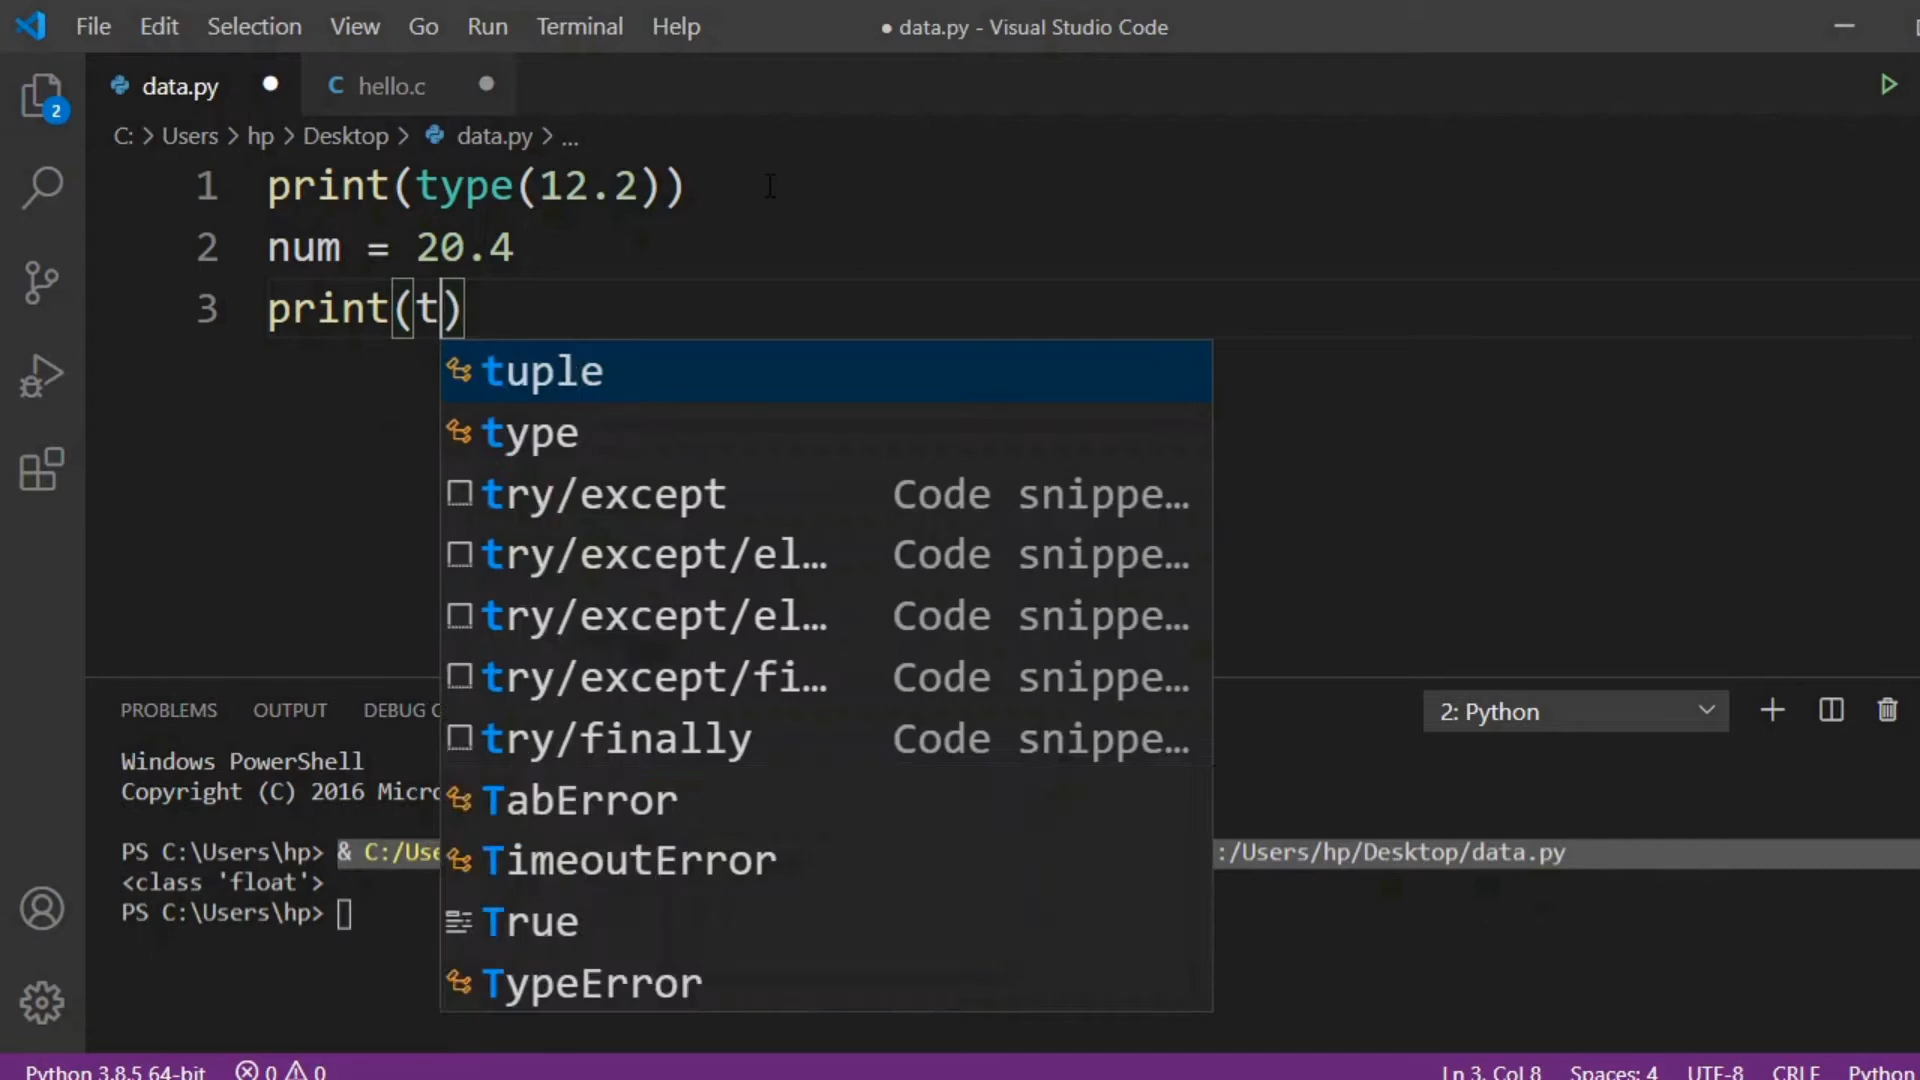 File Edit Selection View Go Run Terminal Help ● data.py - Visual Studio Code
data.py ● C hello.c ●
2
C: > Users > hp > Desktop > data.py > ...
1 print(type(12.2))
2 num = 20.4
3 print(t)
tuple
type
try/except Code snippe…
try/except/el… Code snippe…
try/except/el… Code snippe…
try/except/fi… Code snippe…
try/finally Code snippe…
TabError
TimeoutError
True
TypeError
PROBLEMS OUTPUT DEBUG C 2: Python
Windows PowerShell
Copyright (C) 2016 Micro
PS C:\Users\hp> & C:/Use :/Users/hp/Desktop/data.py
<class 'float'>
PS C:\Users\hp>
Python 3.8.5 64-bit 0 0 Ln 3, Col 8 Spaces: 4 UTF-8 CRLF Python